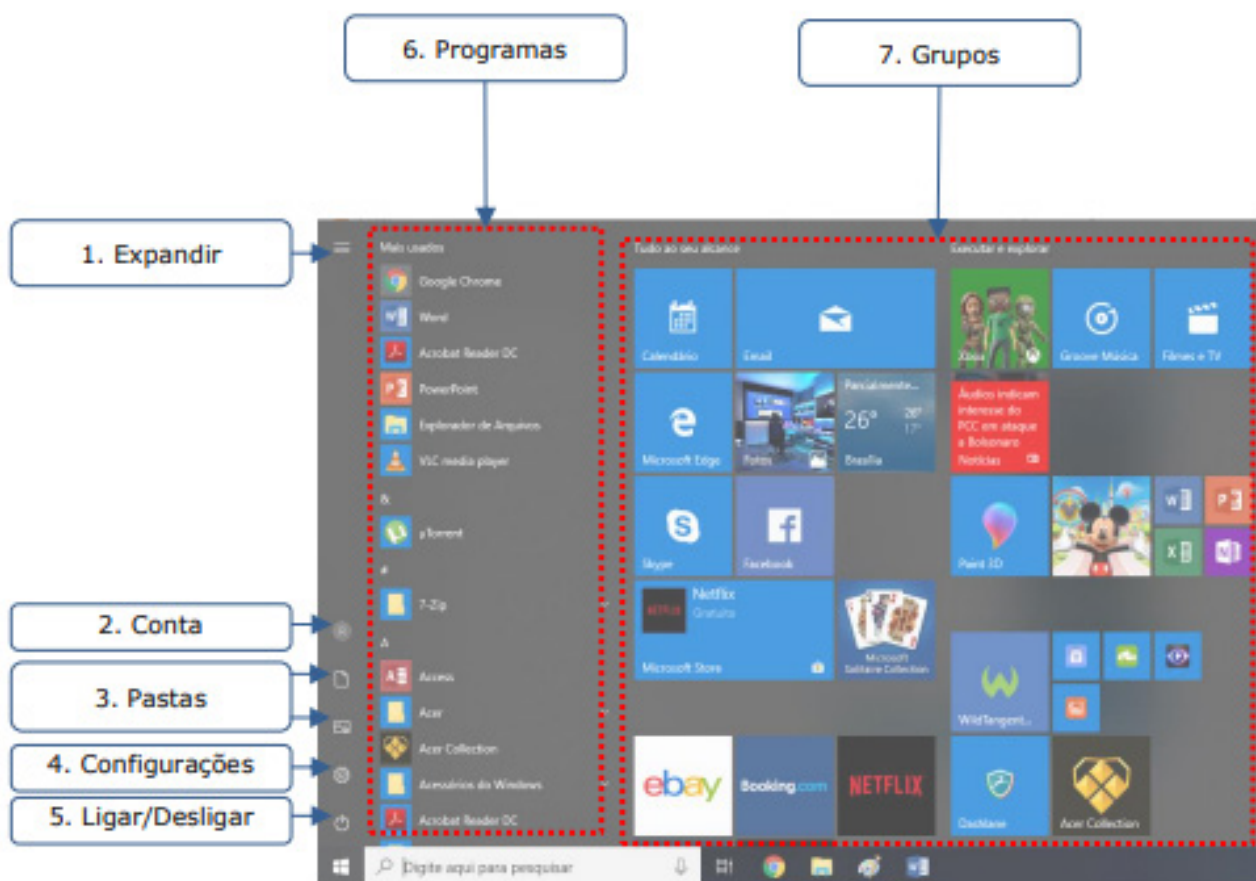 6. Programas
7. Grupos
1. Expandir
2. Conta
3. Pastas
4. Configurações
5. Ligar/Desligar
Mais usados
Google Chrome
Word
Acrobat Reader DC
PowerPoint
Explorador de Arquivos
VLC media player
&
µTorrent
#
7-Zip
A
Access
Acer
Acer Collection
Acessórios do Windows
Acrobat Reader DC
Tudo ao seu alcance
Calendário
Email
Microsoft Edge
Fotos
Parcialmente...
26°
26°
17°
Brasília
Skype
Facebook
NETFLIX
Netflix
Gratuito
Microsoft Store
Microsoft
Solitaire Collection
ebay
Booking.com
NETFLIX
Executar e explorar
Xbox
Groove Música
Filmes e TV
Áudios indicam
interesse do
PCC em ataque
a Bolsonaro
Notícias
Paint 3D
WildTangent...
Dashlane
Acer Collection
Digite aqui para pesquisar